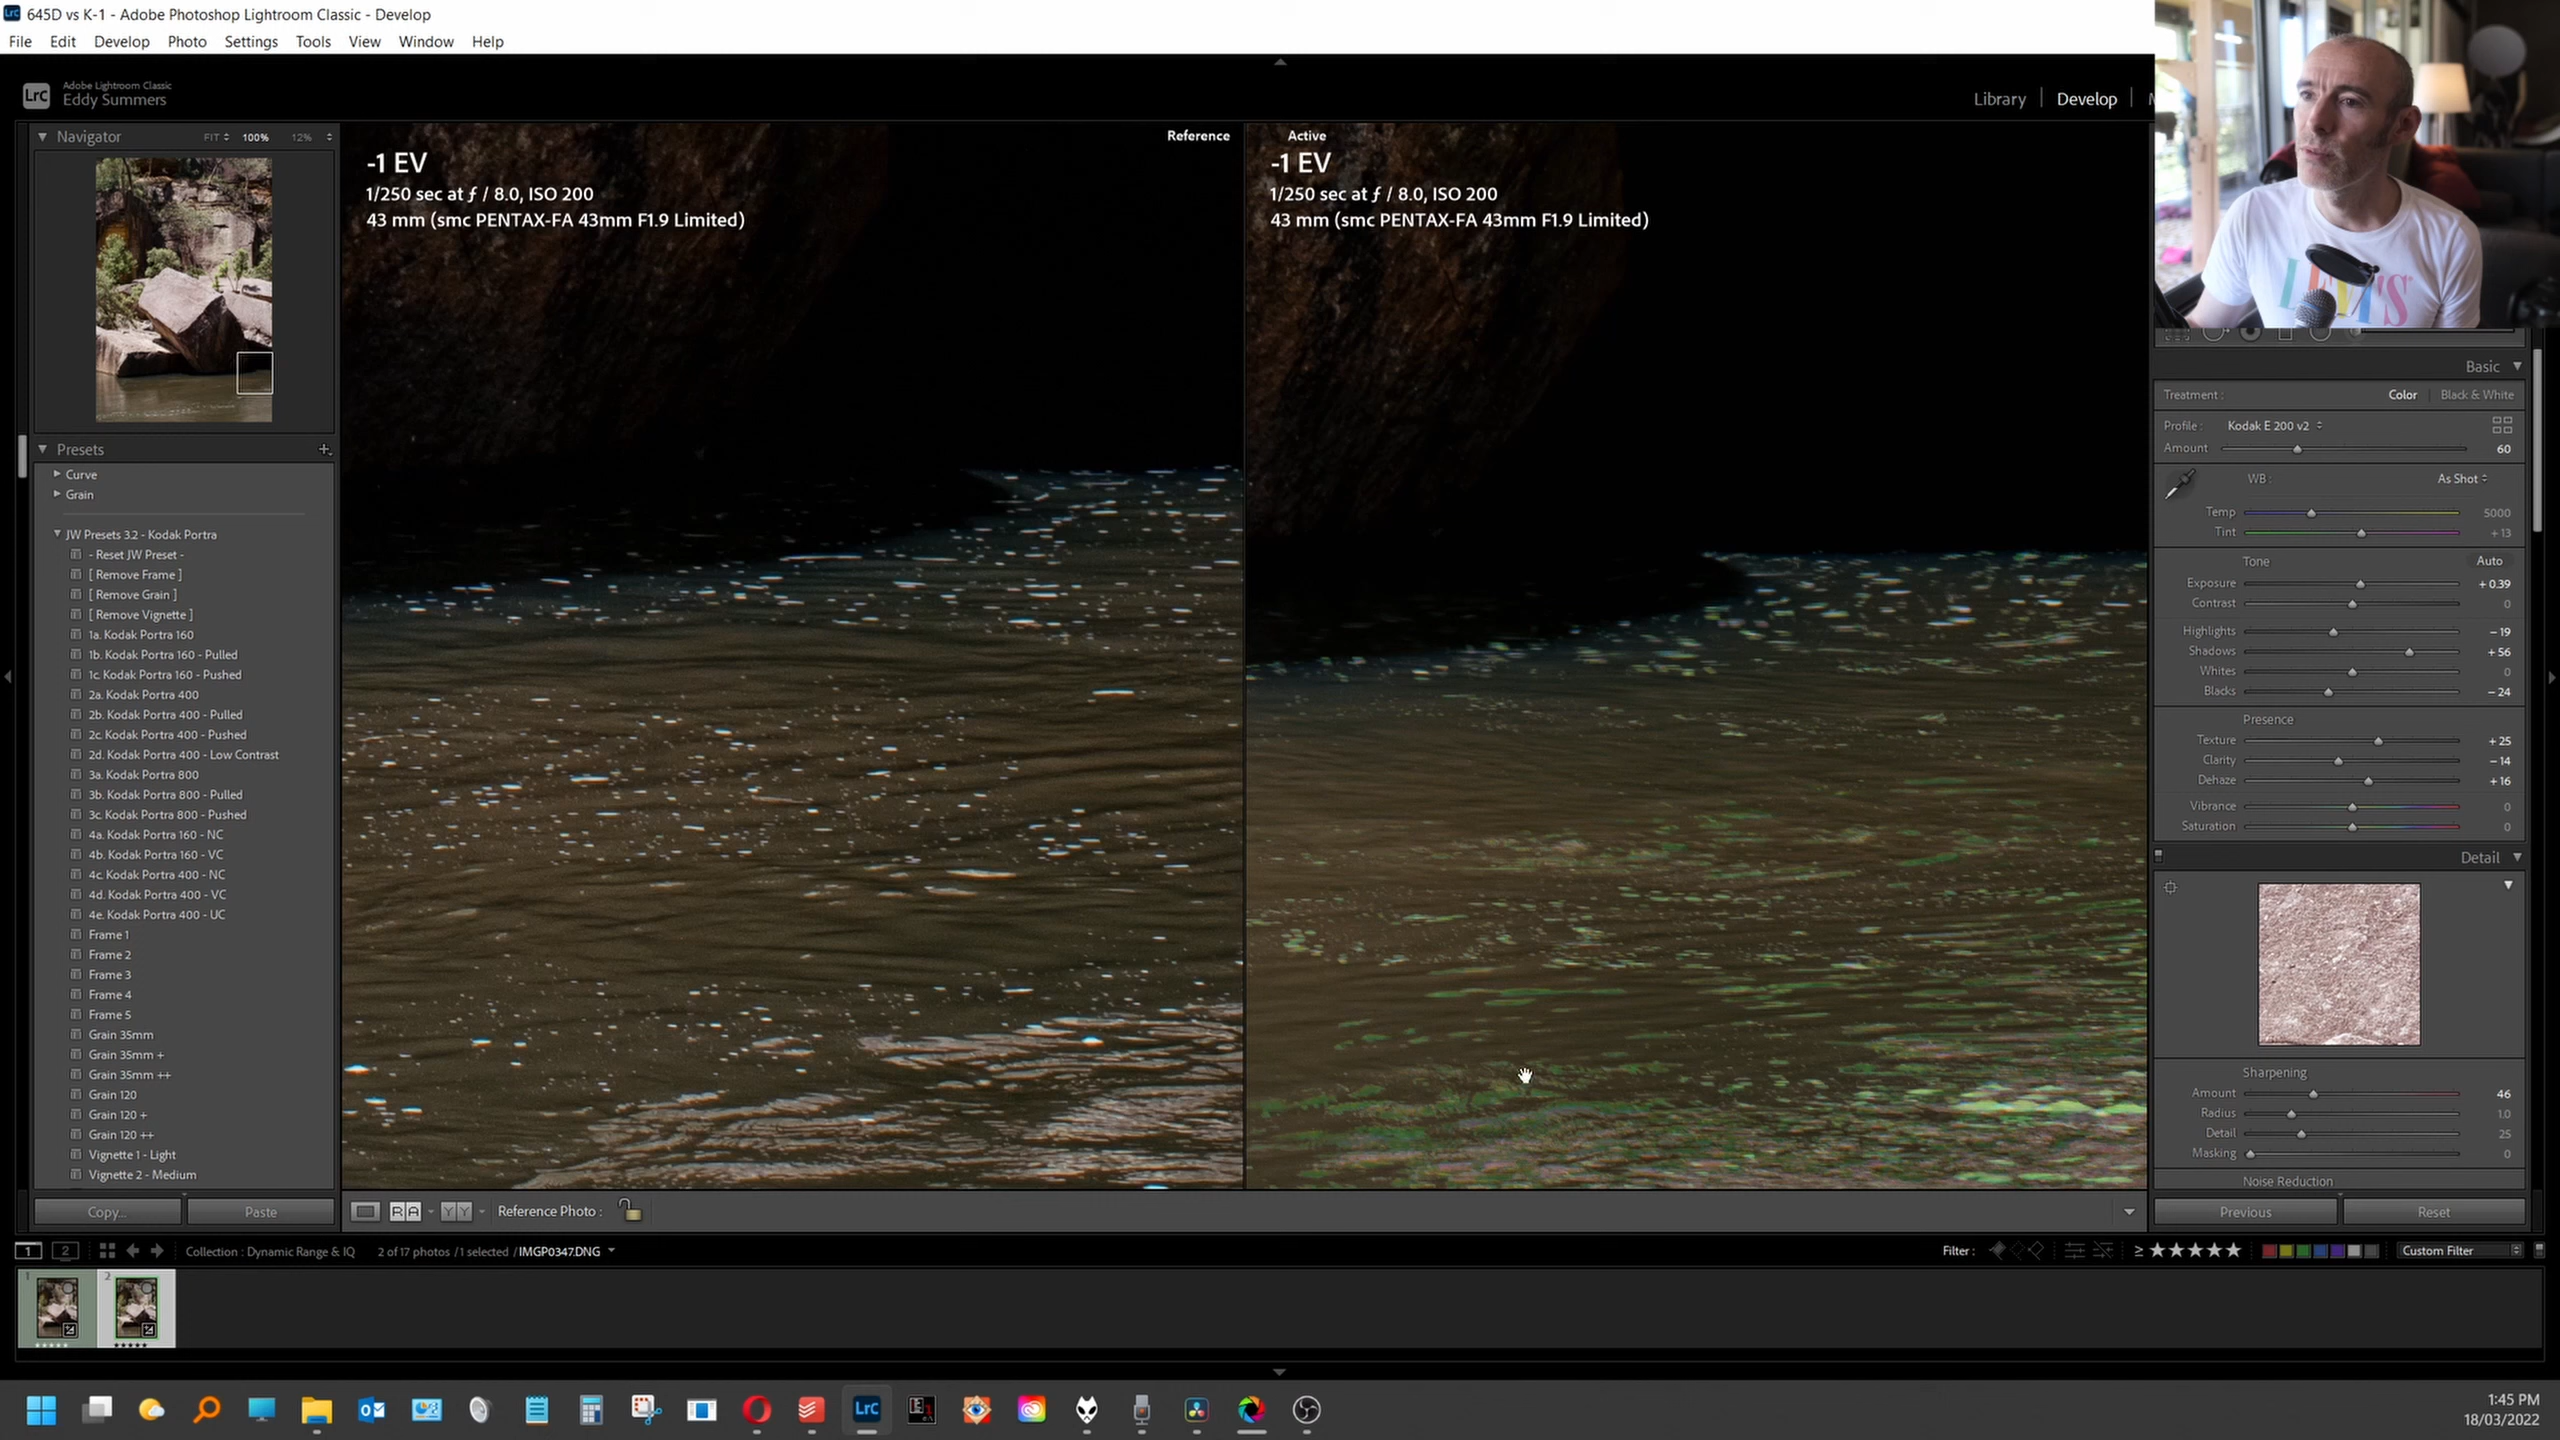 645D vs K-1 - Adobe Photoshop Lightroom Classic - Develop
File Edit Develop Photo Settings Tools View Window Help
LrC
Adobe Lightroom Classic
Eddy Summers
Library | Develop |
Navigator FIT 100% 12%
Reference
-1 EV
1/250 sec at ƒ / 8.0, ISO 200
43 mm (smc PENTAX-FA 43mm F1.9 Limited)
Active
-1 EV
1/250 sec at ƒ / 8.0, ISO 200
43 mm (smc PENTAX-FA 43mm F1.9 Limited)
LEVI'S
Presets
Curve
Grain
JW Presets 3.2 - Kodak Portra
- Reset JW Preset -
[ Remove Frame ]
[ Remove Grain ]
[ Remove Vignette ]
1a. Kodak Portra 160
1b. Kodak Portra 160 - Pulled
1c. Kodak Portra 160 - Pushed
2a. Kodak Portra 400
2b. Kodak Portra 400 - Pulled
2c. Kodak Portra 400 - Pushed
2d. Kodak Portra 400 - Low Contrast
3a. Kodak Portra 800
3b. Kodak Portra 800 - Pulled
3c. Kodak Portra 800 - Pushed
4a. Kodak Portra 160 - NC
4b. Kodak Portra 160 - VC
4c. Kodak Portra 400 - NC
4d. Kodak Portra 400 - VC
4e. Kodak Portra 400 - UC
Frame 1
Frame 2
Frame 3
Frame 4
Frame 5
Grain 35mm
Grain 35mm +
Grain 35mm ++
Grain 120
Grain 120 +
Grain 120 ++
Vignette 1 - Light
Vignette 2 - Medium
Copy... Paste
Basic
Treatment : Color | Black & White
Profile : Kodak E 200 v2
Amount 60
WB : As Shot
Temp 5000
Tint + 13
Tone Auto
Exposure + 0.39
Contrast 0
Highlights − 19
Shadows + 56
Whites 0
Blacks − 24
Presence
Texture + 25
Clarity − 14
Dehaze + 16
Vibrance 0
Saturation 0
Detail
Sharpening
Amount 46
Radius 1.0
Detail 25
Masking 0
Noise Reduction
Previous Reset
R A Y Y Reference Photo :
1 2 Collection : Dynamic Range & IQ 2 of 17 photos / 1 selected / IMGP0347.DNG
Filter : ≥ ★★★★★ Custom Filter
1 2
LrC
1:45 PM
18/03/2022